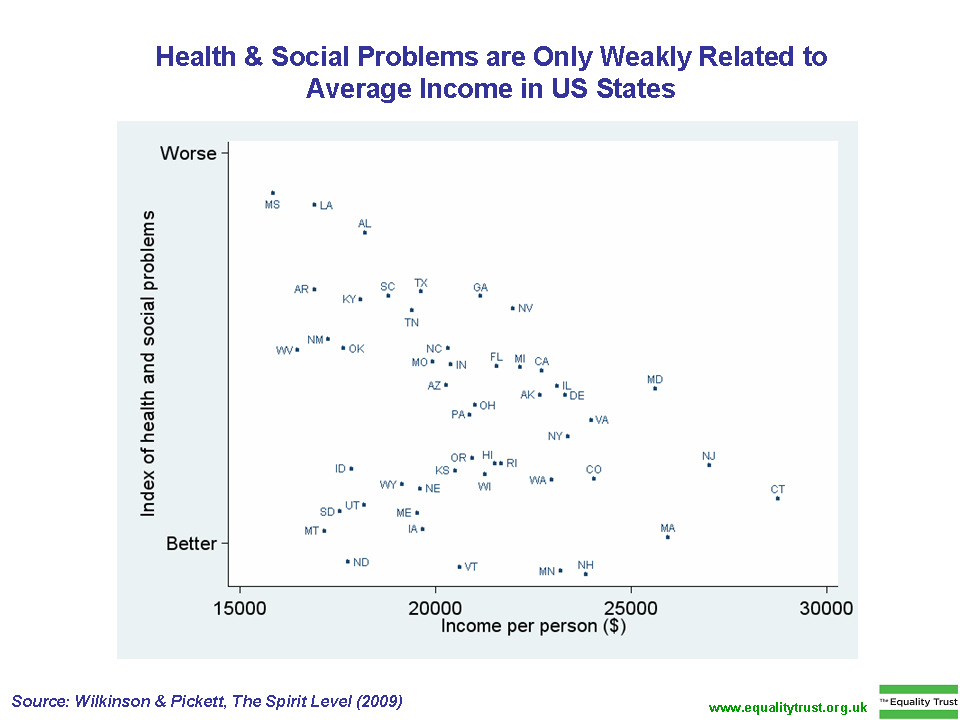 Health & Social Problems are Only Weakly Related to
Average Income in US States
Worse
Better
Index of health and social problems
MS
LA
AL
AR
KY
SC
TX
GA
TN
NV
NM
WV
OK
NC
MO
IN
FL
MI
CA
AZ
IL
MD
AK
DE
OH
PA
VA
NY
OR
HI
RI
NJ
ID
KS
WI
CO
WY
NE
WA
CT
SD
UT
ME
MT
IA
MA
ND
VT
MN
NH
15000
20000
25000
30000
Income per person ($)
Source: Wilkinson & Pickett, The Spirit Level (2009)
www.equalitytrust.org.uk
The Equality Trust